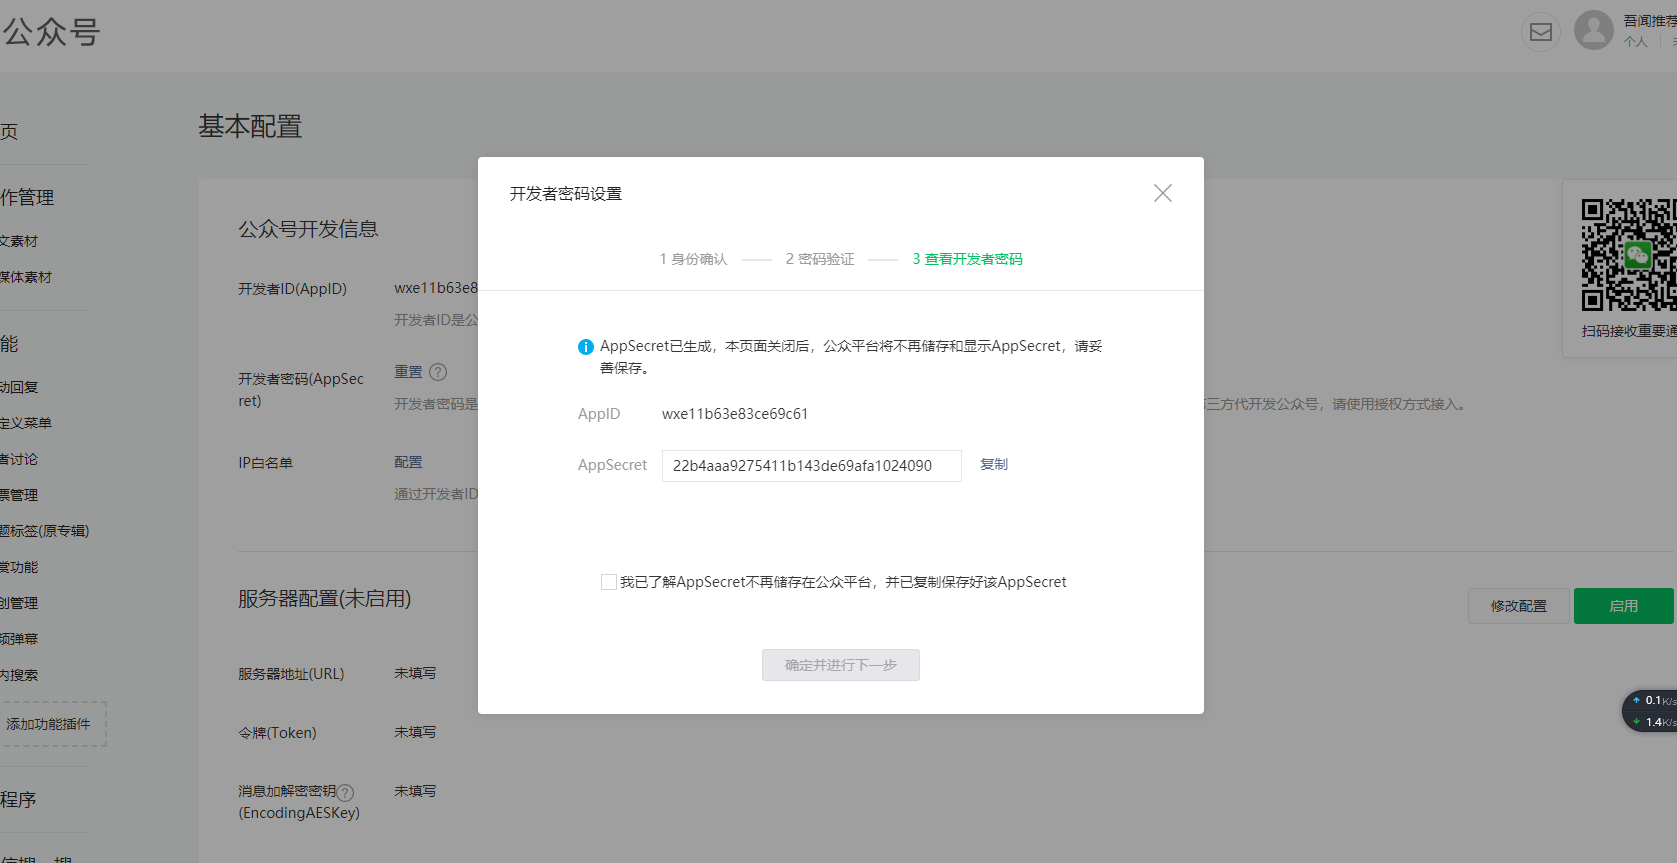 公众号
吾闻推荐
个人
页
基本配置
作管理
文素材
媒体素材
能
动回复
定义菜单
者讨论
票管理
题标签(原专辑)
赏功能
创管理
频弹幕
内搜索
添加功能插件
程序
公众号开发信息
开发者ID(AppID)
wxe11b63e8
开发者ID是公
开发者密码(AppSec
ret)
重置 ?
开发者密码是
三方代开发公众号，请使用授权方式接入。
IP白名单
配置
通过开发者ID
开发者密码设置
1 身份确认
2 密码验证
3 查看开发者密码
AppSecret已生成，本页面关闭后，公众平台将不再储存和显示AppSecret，请妥
善保存。
AppID wxe11b63e83ce69c61
AppSecret 22b4aaa9275411b143de69afa1024090 复制
我已了解AppSecret不再储存在公众平台，并已复制保存好该AppSecret
确定并进行下一步
扫码接收重要通
服务器配置(未启用)
修改配置
启用
服务器地址(URL)
未填写
令牌(Token)
未填写
消息加解密密钥?
(EncodingAESKey)
未填写
0.1K/s
1.4K/s